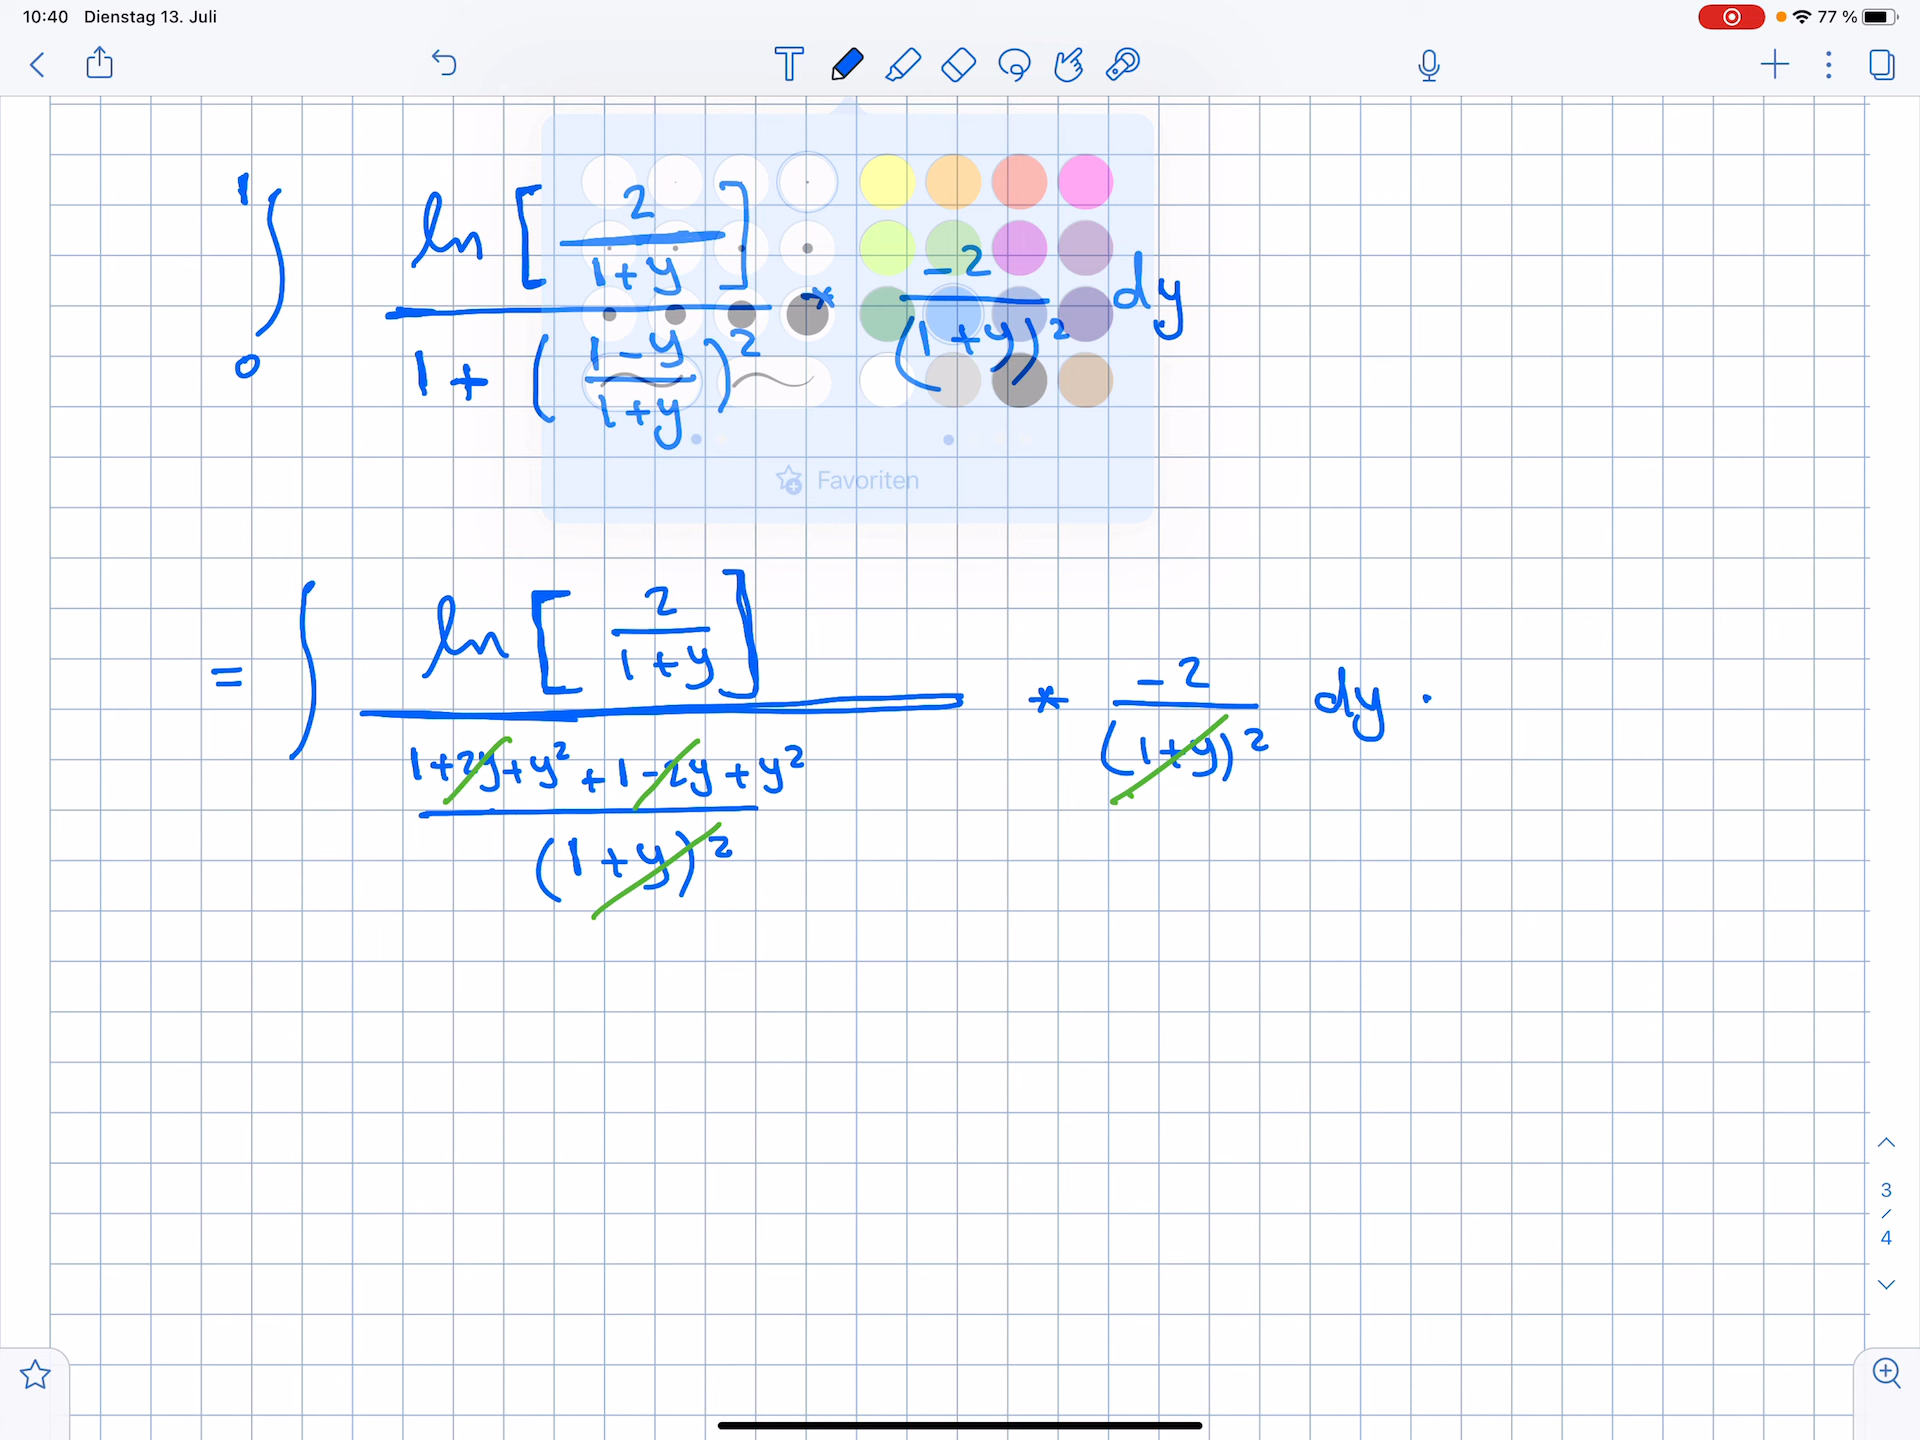 10:40 Dienstag 13. Juli 77 %
T
1
∫ ln [ 2 / 1+y ] / 1 + ( 1-y / 1+y )² * -2 / (1+y)² dy
0
Favoriten
= ∫ ln [ 2 / 1+y ] / 1+2y+y²+1-2y+y² / (1+y)² * -2 / (1+y)² dy.
3
/
4